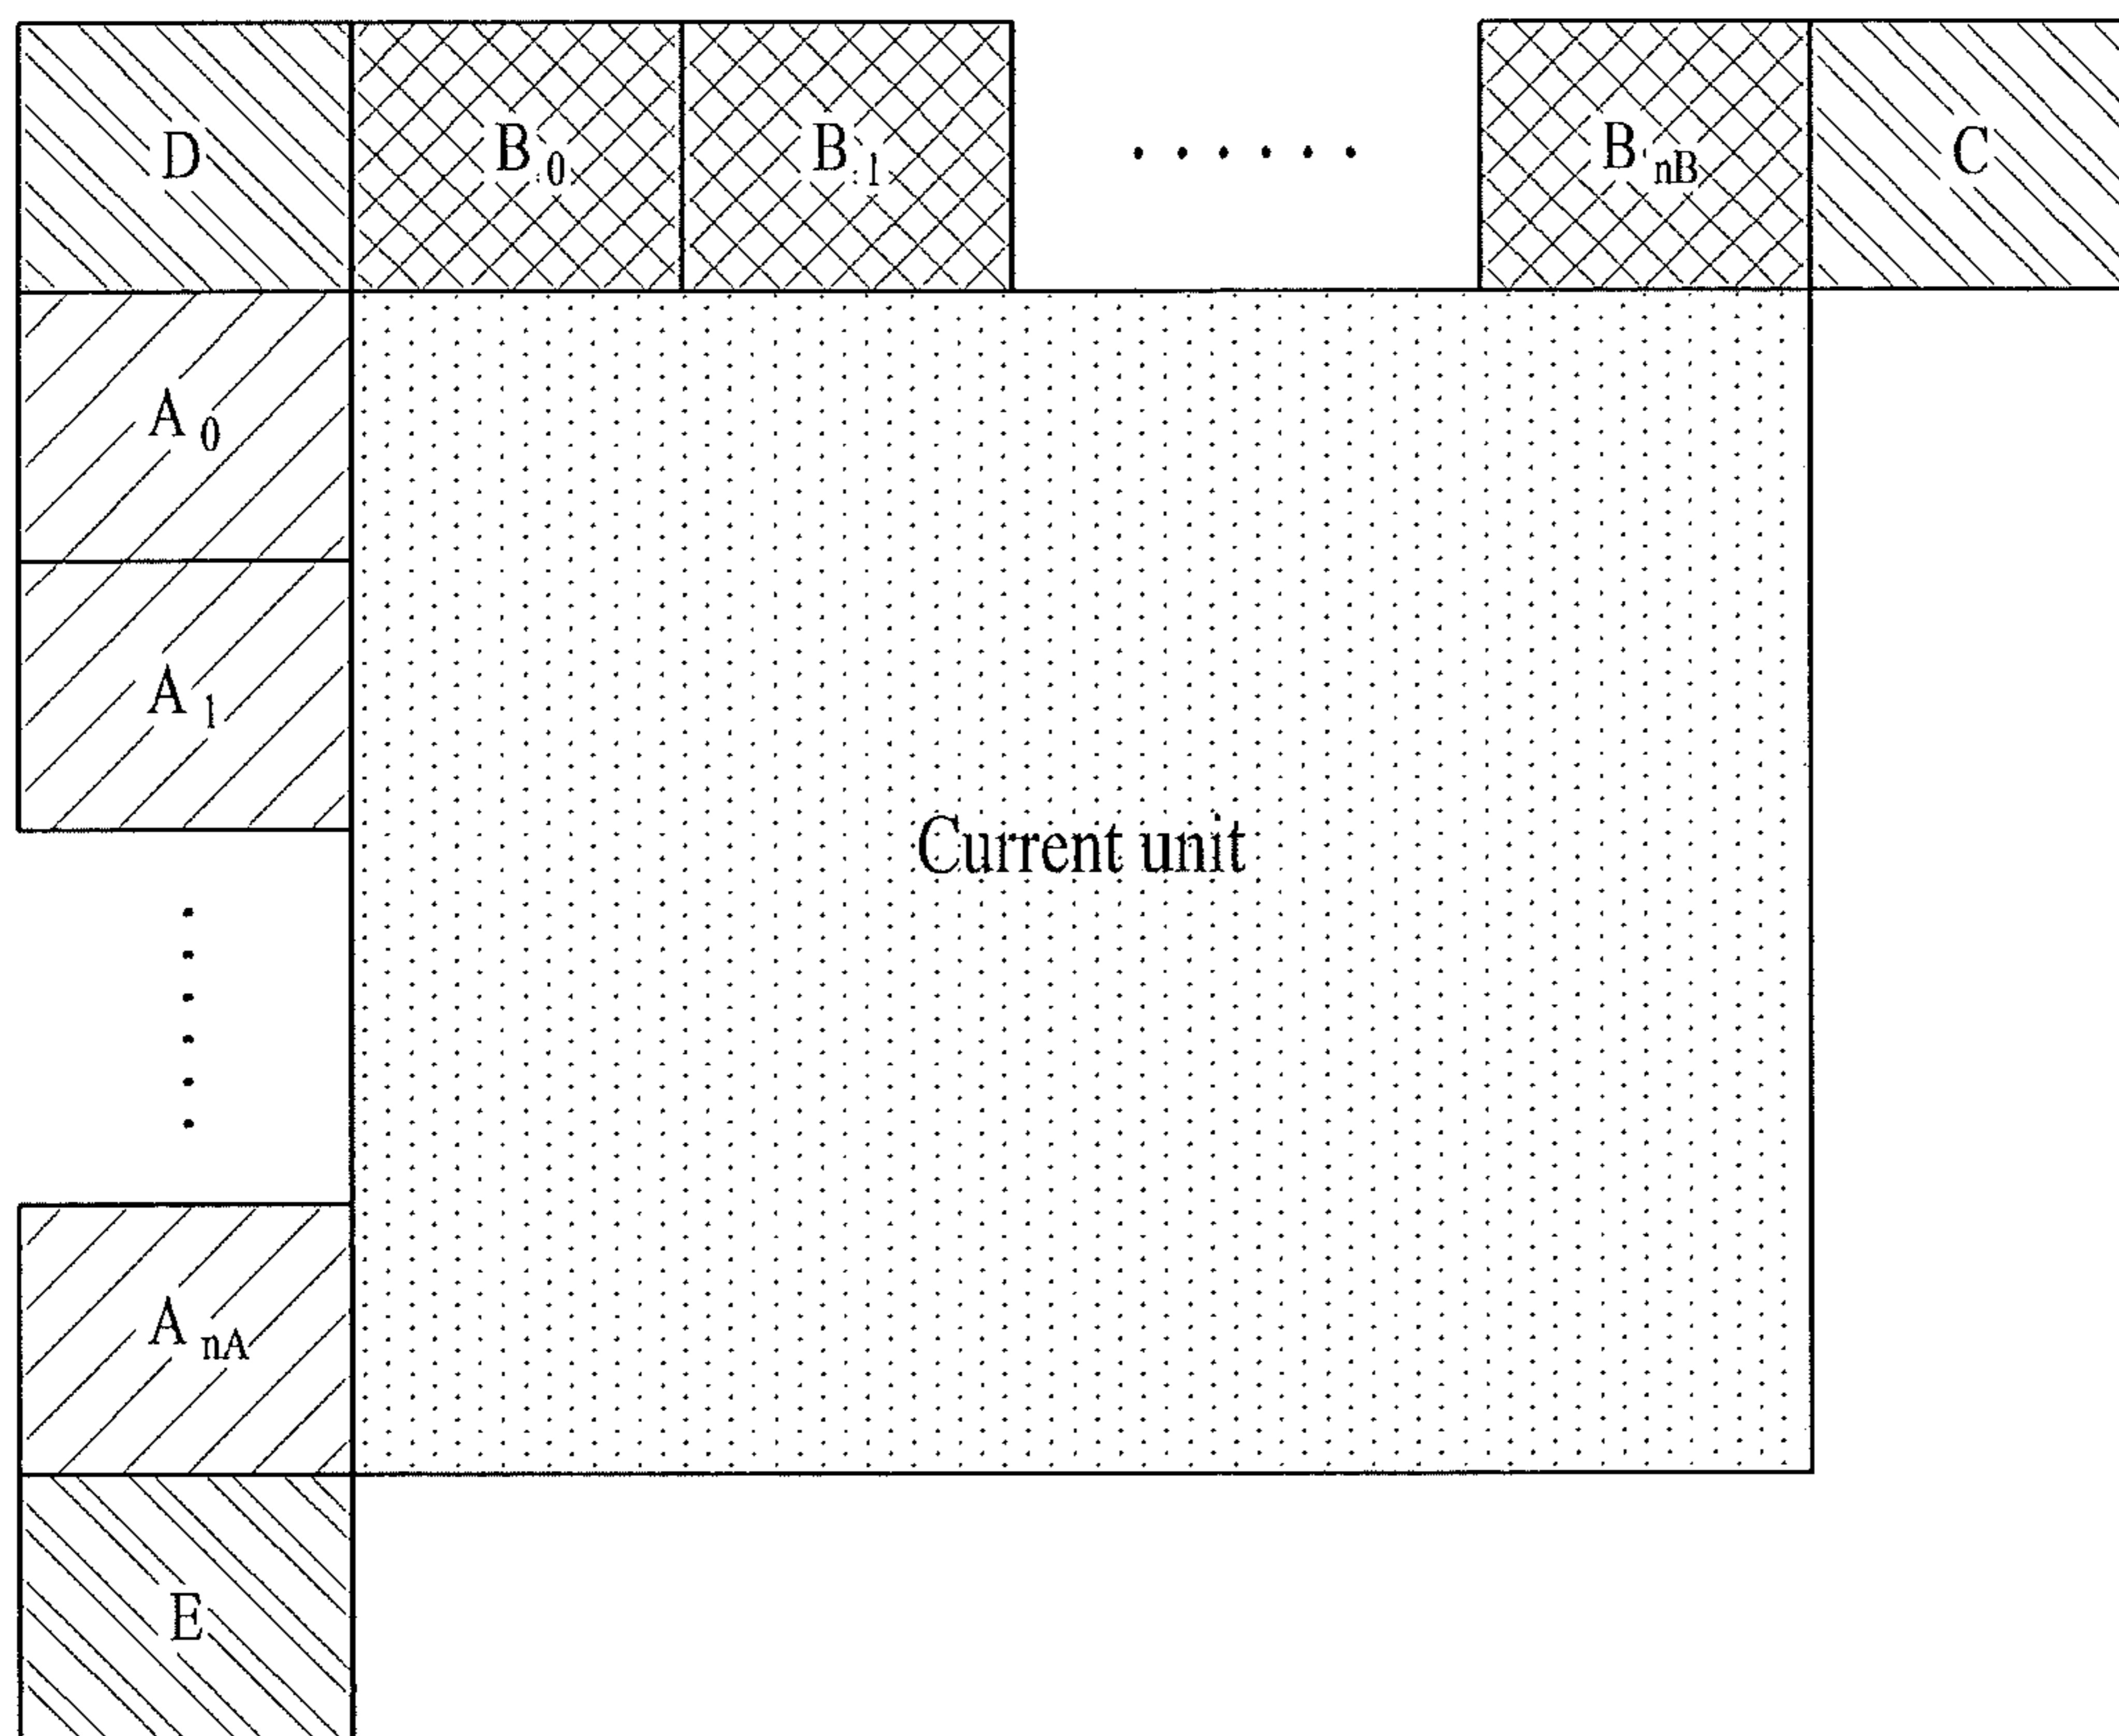 D B0 B1 ...... BnB C
A0
A1
Current unit
AnA
E